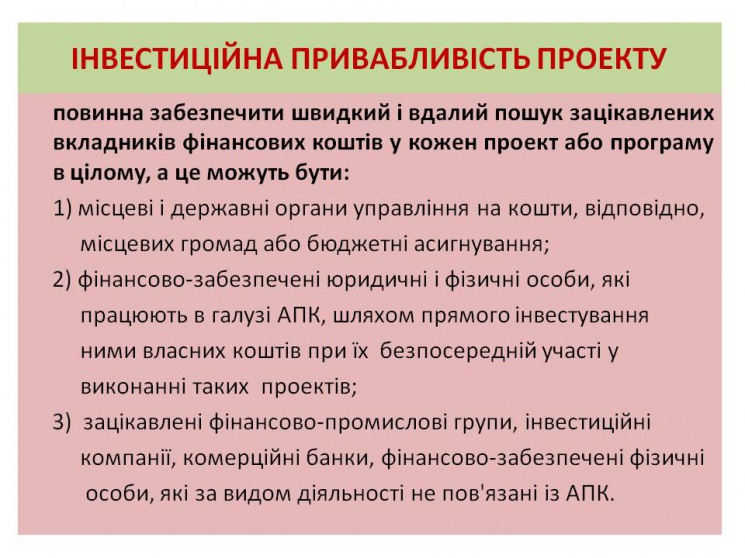 ІНВЕСТИЦІЙНА ПРИВАБЛИВІСТЬ ПРОЕКТУ
повинна забезпечити швидкий і вдалий пошук зацікавлених
вкладників фінансових коштів у кожен проект або програму
в цілому, а це можуть бути:
1) місцеві і державні органи управління на кошти, відповідно,
місцевих громад або бюджетні асигнування;
2) фінансово-забезпечені юридичні і фізичні особи, які
працюють в галузі АПК, шляхом прямого інвестування
ними власних коштів при їх безпосередній участі у
виконанні таких проектів;
3) зацікавлені фінансово-промислові групи, інвестиційні
компанії, комерційні банки, фінансово-забезпечені фізичні
особи, які за видом діяльності не пов'язані із АПК.